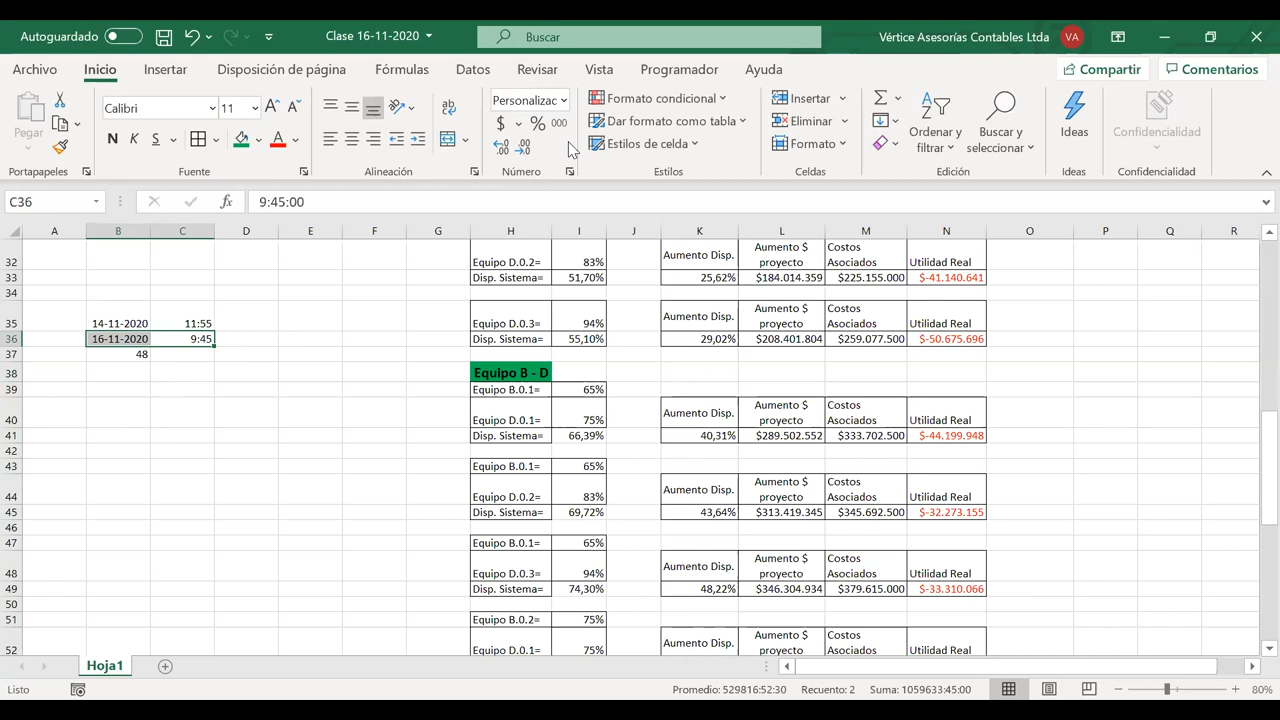 Autoguardado
Clase 16-11-2020
Buscar
Vértice Asesorías Contables Ltda VA
Archivo Inicio Insertar Disposición de página Fórmulas Datos Revisar Vista Programador Ayuda Compartir Comentarios
Pegar
Calibri 11
N K S A
ab
Personalizac
$ % 000
Formato condicional
Dar formato como tabla
Estilos de celda
Insertar
Eliminar
Formato
Ordenar y filtrar
Buscar y seleccionar
Ideas
Confidencialidad
Portapapeles Fuente Alineación Número Estilos Celdas Edición Ideas Confidencialidad
C36 fx 9:45:00
A B C D E F G H I J K L M N O P Q R
32 Equipo D.0.2= 83% Aumento Disp. Aumento $ proyecto Costos Asociados Utilidad Real
33 Disp. Sistema= 51,70% 25,62% $184.014.359 $225.155.000 $-41.140.641
34
35 14-11-2020 11:55 Equipo D.0.3= 94% Aumento Disp. Aumento $ proyecto Costos Asociados Utilidad Real
36 16-11-2020 9:45 Disp. Sistema= 55,10% 29,02% $208.401.804 $259.077.500 $-50.675.696
37 48
38 Equipo B - D
39 Equipo B.0.1= 65%
40 Equipo D.0.1= 75% Aumento Disp. Aumento $ proyecto Costos Asociados Utilidad Real
41 Disp. Sistema= 66,39% 40,31% $289.502.552 $333.702.500 $-44.199.948
42
43 Equipo B.0.1= 65%
44 Equipo D.0.2= 83% Aumento Disp. Aumento $ proyecto Costos Asociados Utilidad Real
45 Disp. Sistema= 69,72% 43,64% $313.419.345 $345.692.500 $-32.273.155
46
47 Equipo B.0.1= 65%
48 Equipo D.0.3= 94% Aumento Disp. Aumento $ proyecto Costos Asociados Utilidad Real
49 Disp. Sistema= 74,30% 48,22% $346.304.934 $379.615.000 $-33.310.066
50
51 Equipo B.0.2= 75%
52 Equipo D.0.1= 75% Aumento Disp. Aumento $ proyecto Costos Asociados Utilidad Real
Hoja1
Listo Promedio: 529816:52:30 Recuento: 2 Suma: 1059633:45:00 80%